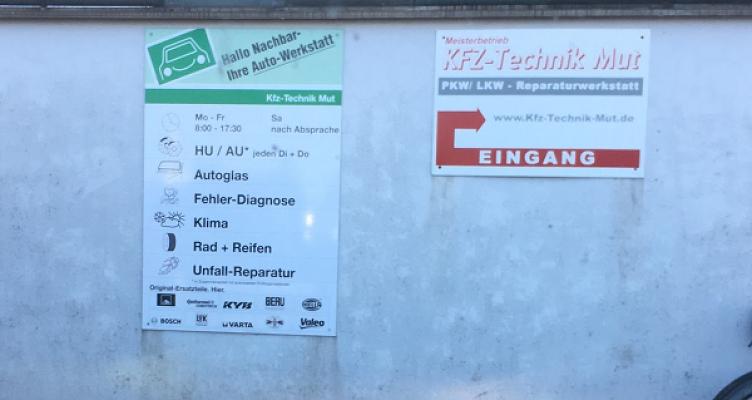 Hallo Nachbar-
Ihre Auto-Werkstatt
Kfz-Technik Mut
Mo - Fr
8:00 - 17:30
Sa
nach Absprache
HU / AU* jeden Di + Do
Autoglas
Fehler-Diagnose
Klima
Rad + Reifen
Unfall-Reparatur
Original-Ersatzteile. Hier.
KYB
BERU
HELLA
BOSCH
VARTA
Valeo
Meisterbetrieb
KFZ-Technik Mut
PKW/ LKW - Reparaturwerkstatt
www.Kfz-Technik-Mut.de
EINGANG